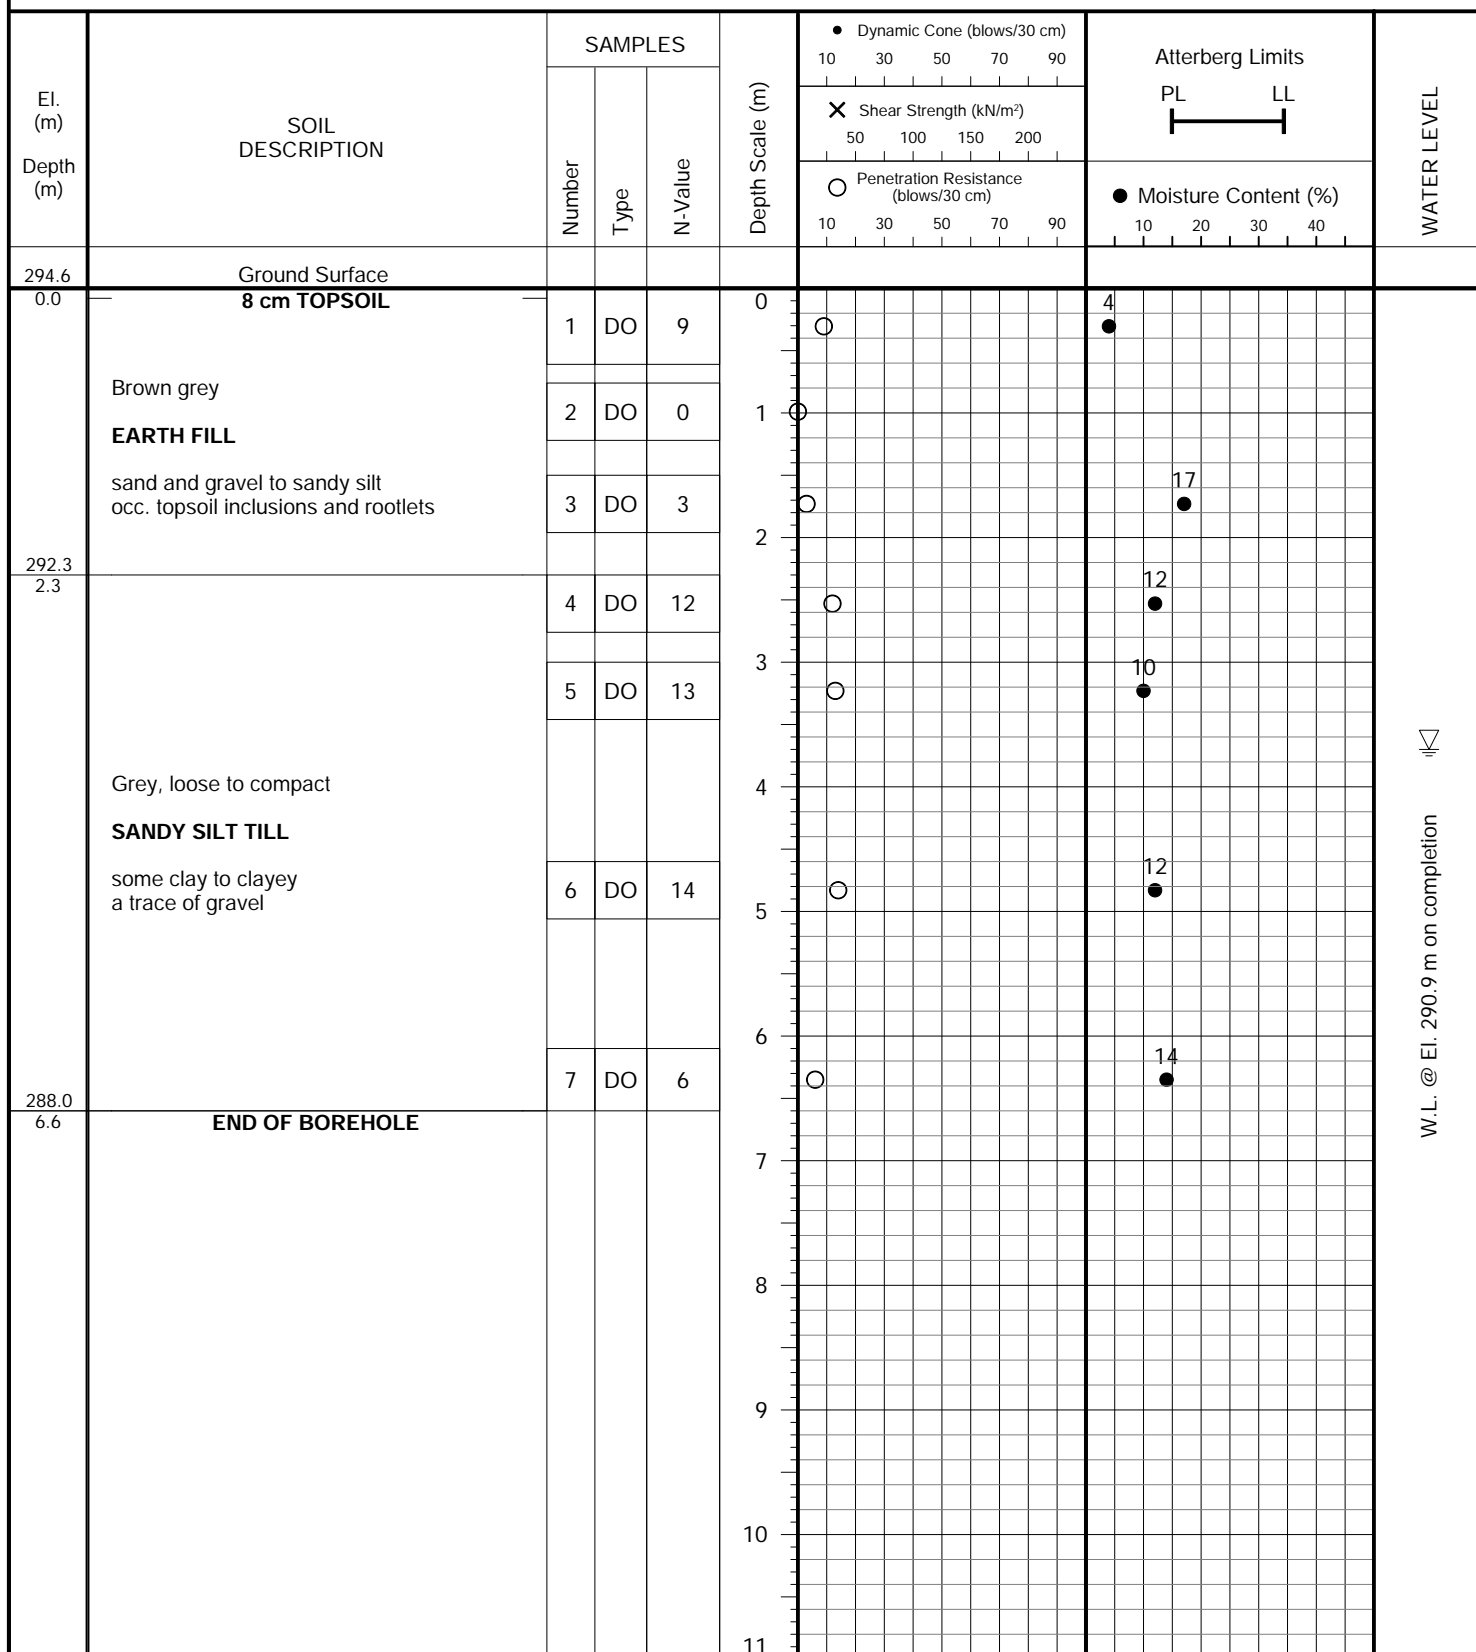 El.
(m)
Depth
(m)
SOIL
DESCRIPTION
SAMPLES
Number
Type
N-Value
Depth Scale (m)
Dynamic Cone (blows/30 cm)
10 30 50 70 90
Shear Strength (kN/m²)
50 100 150 200
Penetration Resistance
(blows/30 cm)
10 30 50 70 90
Atterberg Limits
PL LL
Moisture Content (%)
10 20 30 40
WATER LEVEL
294.6 Ground Surface
0.0 8 cm TOPSOIL 0
1 DO 9 4
Brown grey
2 DO 0 1
EARTH FILL
sand and gravel to sandy silt 17
occ. topsoil inclusions and rootlets 3 DO 3
2
292.3
2.3 12
4 DO 12
3 10
5 DO 13
Grey, loose to compact 4
SANDY SILT TILL
some clay to clayey 12
a trace of gravel 6 DO 14
5
6 14
7 DO 6
288.0
6.6 END OF BOREHOLE
7
8
9
10
11
W.L. @ El. 290.9 m on completion